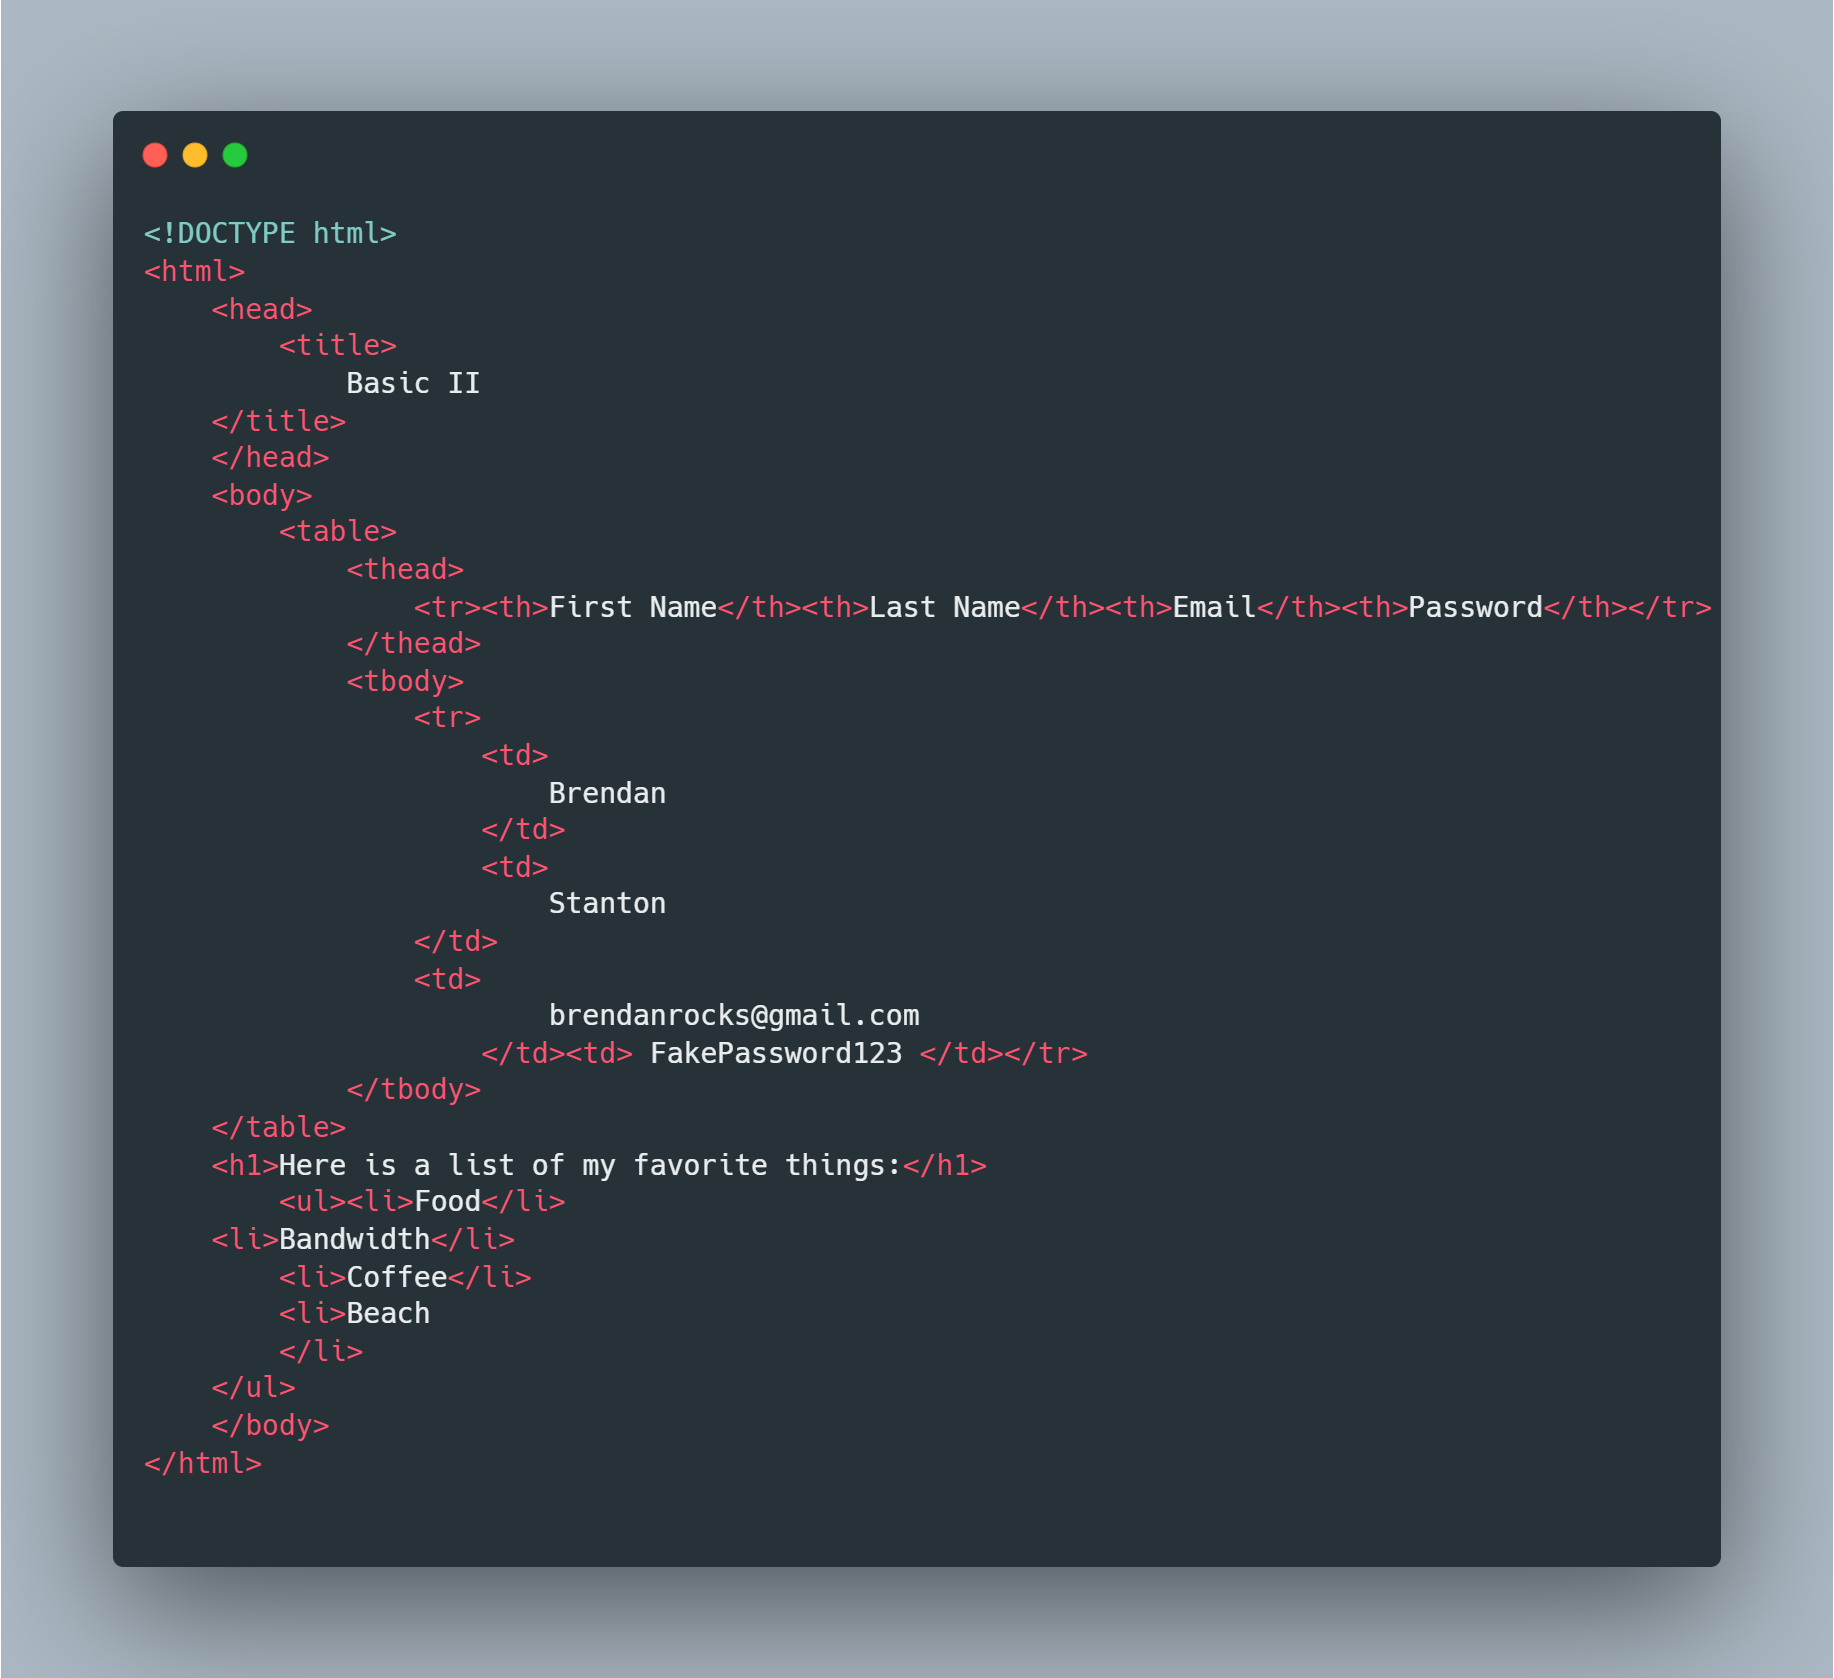 <!DOCTYPE html>
<html>
    <head>
        <title>
            Basic II
    </title>
    </head>
    <body>
        <table>
            <thead>
                <tr><th>First Name</th><th>Last Name</th><th>Email</th><th>Password</th></tr>
            </thead>
            <tbody>
                <tr>
                    <td>
                        Brendan
                    </td>
                    <td>
                        Stanton
                </td>
                <td>
                        brendanrocks@gmail.com
                    </td><td> FakePassword123 </td></tr>
            </tbody>
    </table>
    <h1>Here is a list of my favorite things:</h1>
        <ul><li>Food</li>
    <li>Bandwidth</li>
        <li>Coffee</li>
        <li>Beach
        </li>
    </ul>
    </body>
</html>